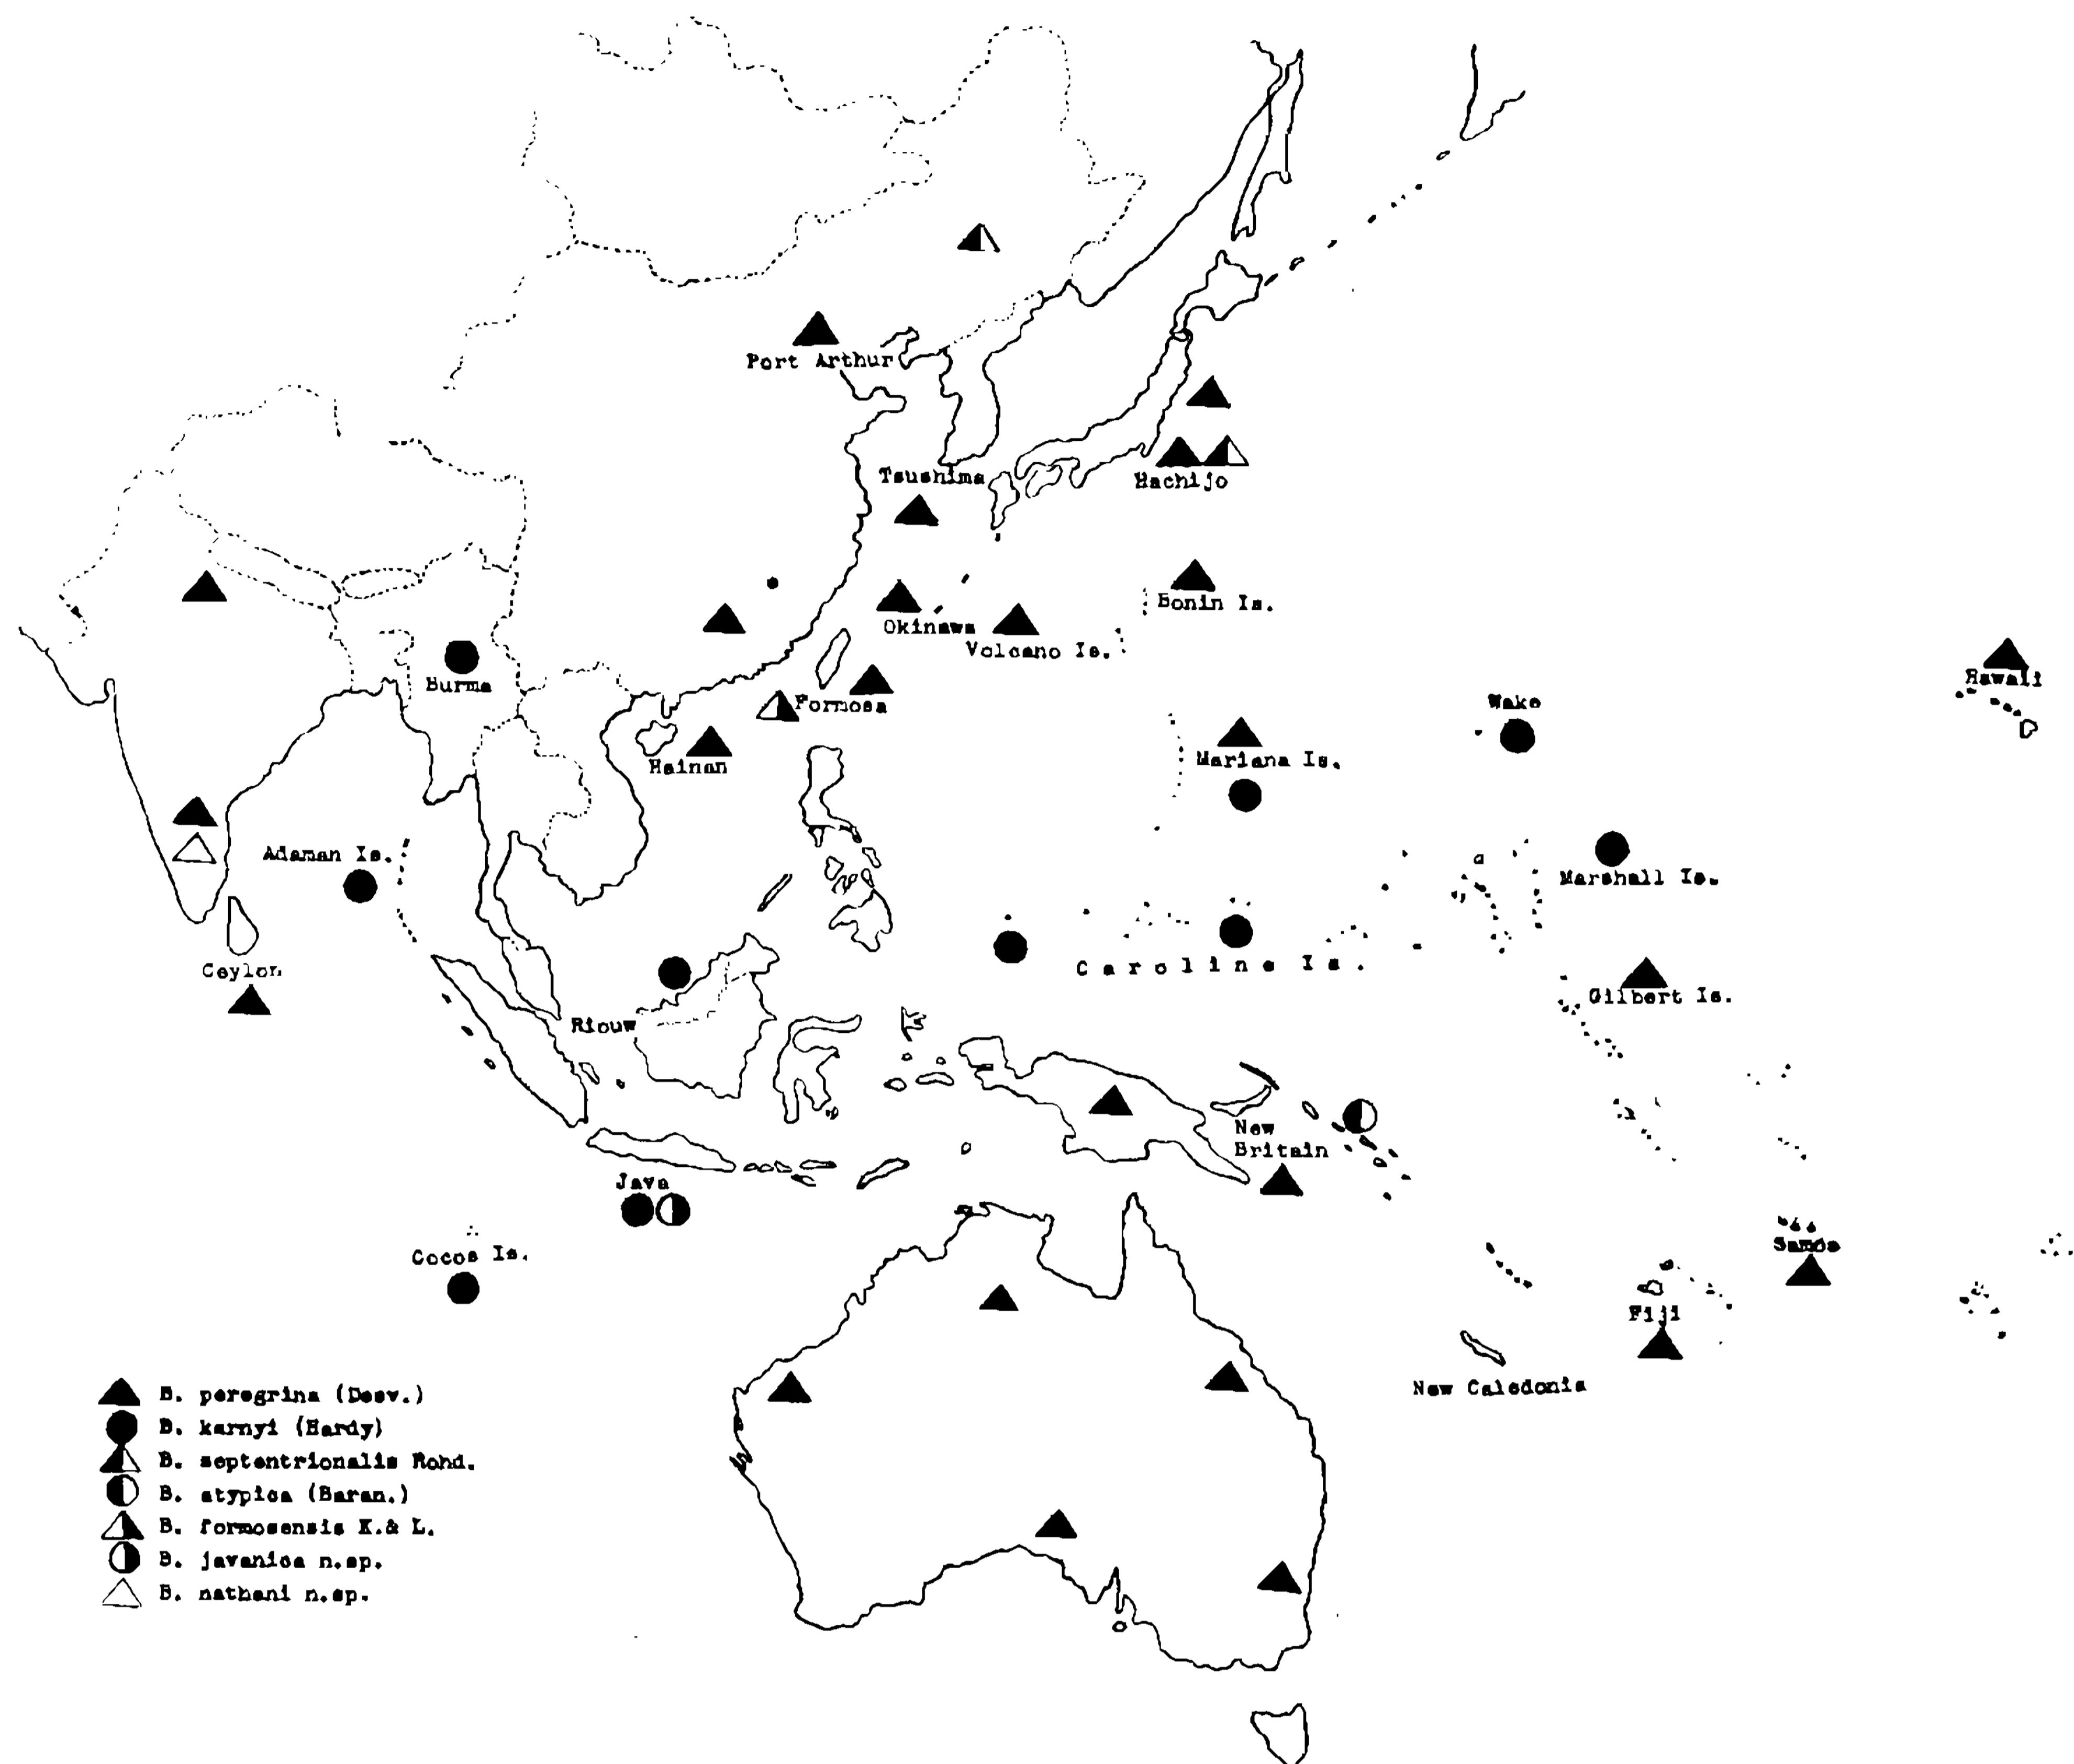 Port Arthur
Tsushima
Hachijo
Bonin Is.
Okinawa
Volcano Is.
Hawaii
Burma
Formosa
Wake
Hainan
Mariana Is.
Adaman Is.
Marshall Is.
Ceylon
Caroline Is.
Gilbert Is.
Riouw
New
Britain
Java
Cocos Is.
Samoa
Fiji
New Caledonia
B. peregrina (Desv.)
B. karnyi (Hardy)
B. septentrionalis Rohd.
B. atypica (Baran.)
B. formosensis K.& L.
B. javanica n.sp.
B. nathani n.sp.